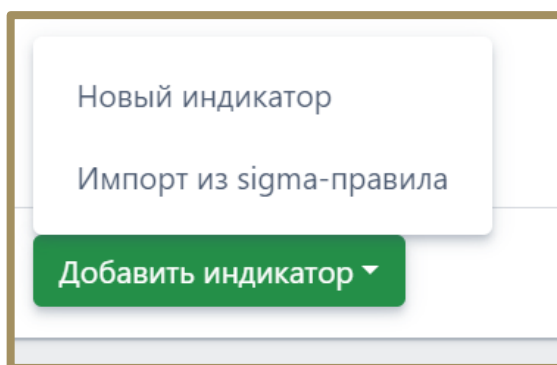 Новый индикатор
Импорт из sigma-правила
Добавить индикатор